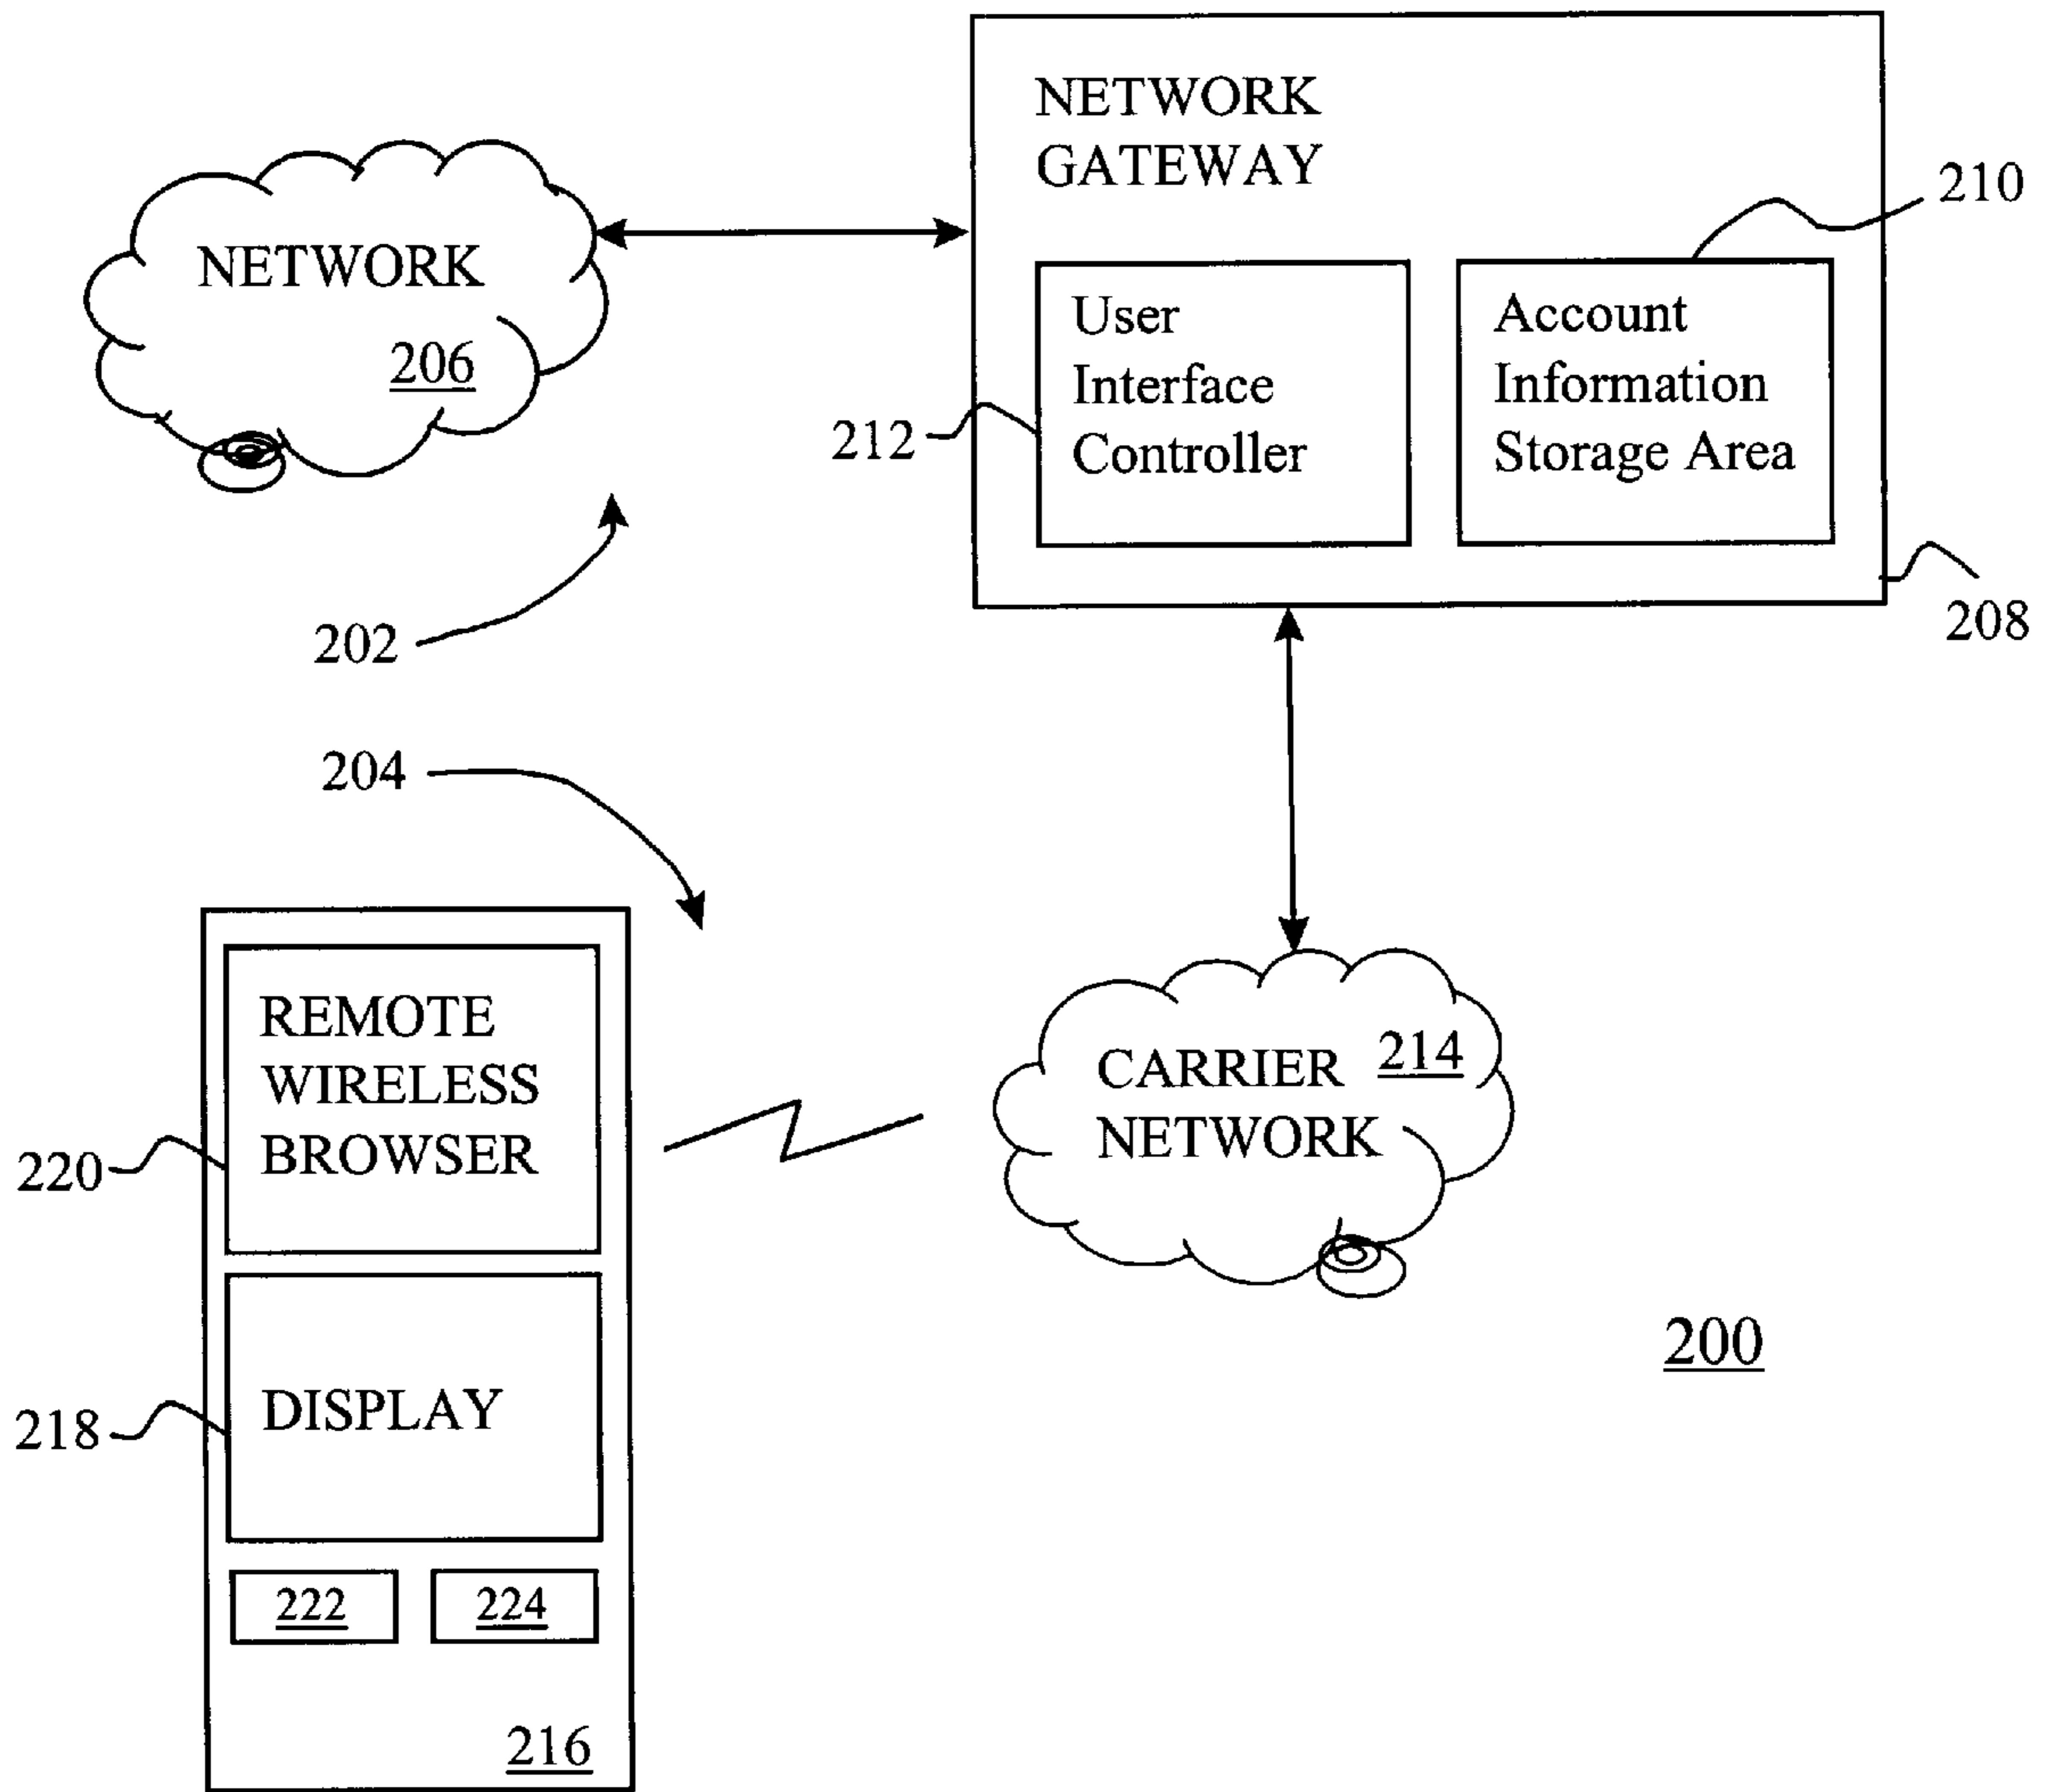 NETWORK
GATEWAY
210
NETWORK
206
User
Interface
Controller
Account
Information
Storage Area
212
202
208
204
REMOTE
WIRELESS
BROWSER
220
CARRIER
NETWORK
214
200
DISPLAY
218
222
224
216